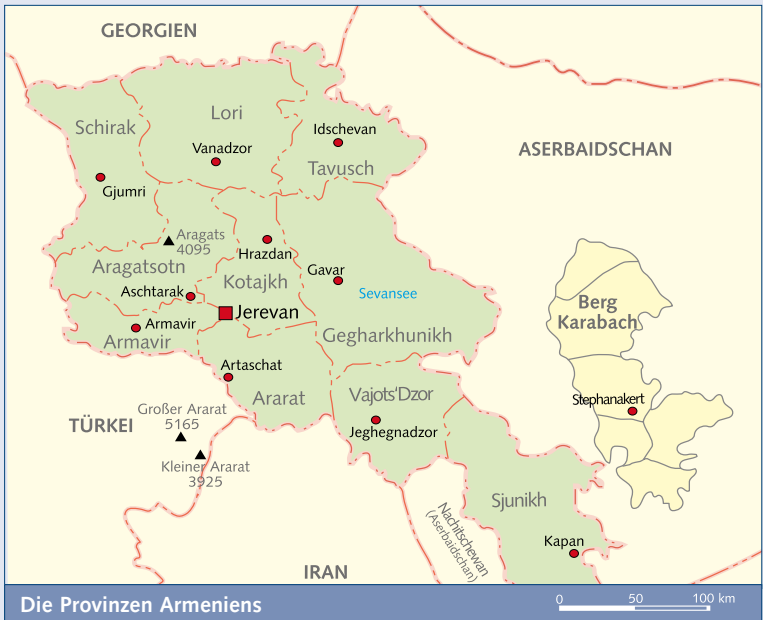 GEORGIEN
Lori
Schirak
Idschevan
Vanadzor
ASERBAIDSCHAN
Tavusch
Gjumri
Aragats
4095
Hrazdan
Aragatsotn
Gavar
Kotajkh
Aschtarak
Sevansee
Berg
Karabach
Jerevan
Armavir
Gegharkhunikh
Armavir
Artaschat
Vajots'Dzor
Ararat
Stephanakert
Großer Ararat
5165
TÜRKEI
Jeghegnadzor
Kleiner Ararat
3925
Sjunikh
Nachitschewan
(Aserbaidschan)
Kapan
IRAN
Die Provinzen Armeniens
0 50 100 km